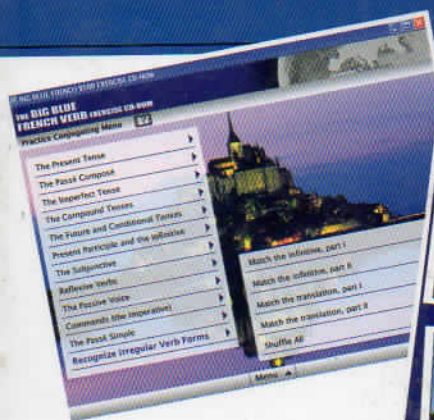 THE BIG BLUE FRENCH VERB EXERCISE CD-ROM
THE BIG BLUE
FRENCH VERB EXERCISE CD-ROM
Practice Conjugating Menu
The Present Tense
The Passé Composé
The Imperfect Tense
The Compound Tenses
The Future and Conditional Tenses
Present Participle and the Infinitive
The Subjunctive
Reflexive Verbs
The Passive Voice
Commands (the Imperative)
The Passé Simple
Recognize Irregular Verb Forms
Match the infinitive, part I
Match the infinitive, part II
Match the translation, part I
Match the translation, part II
Shuffle All
Menu